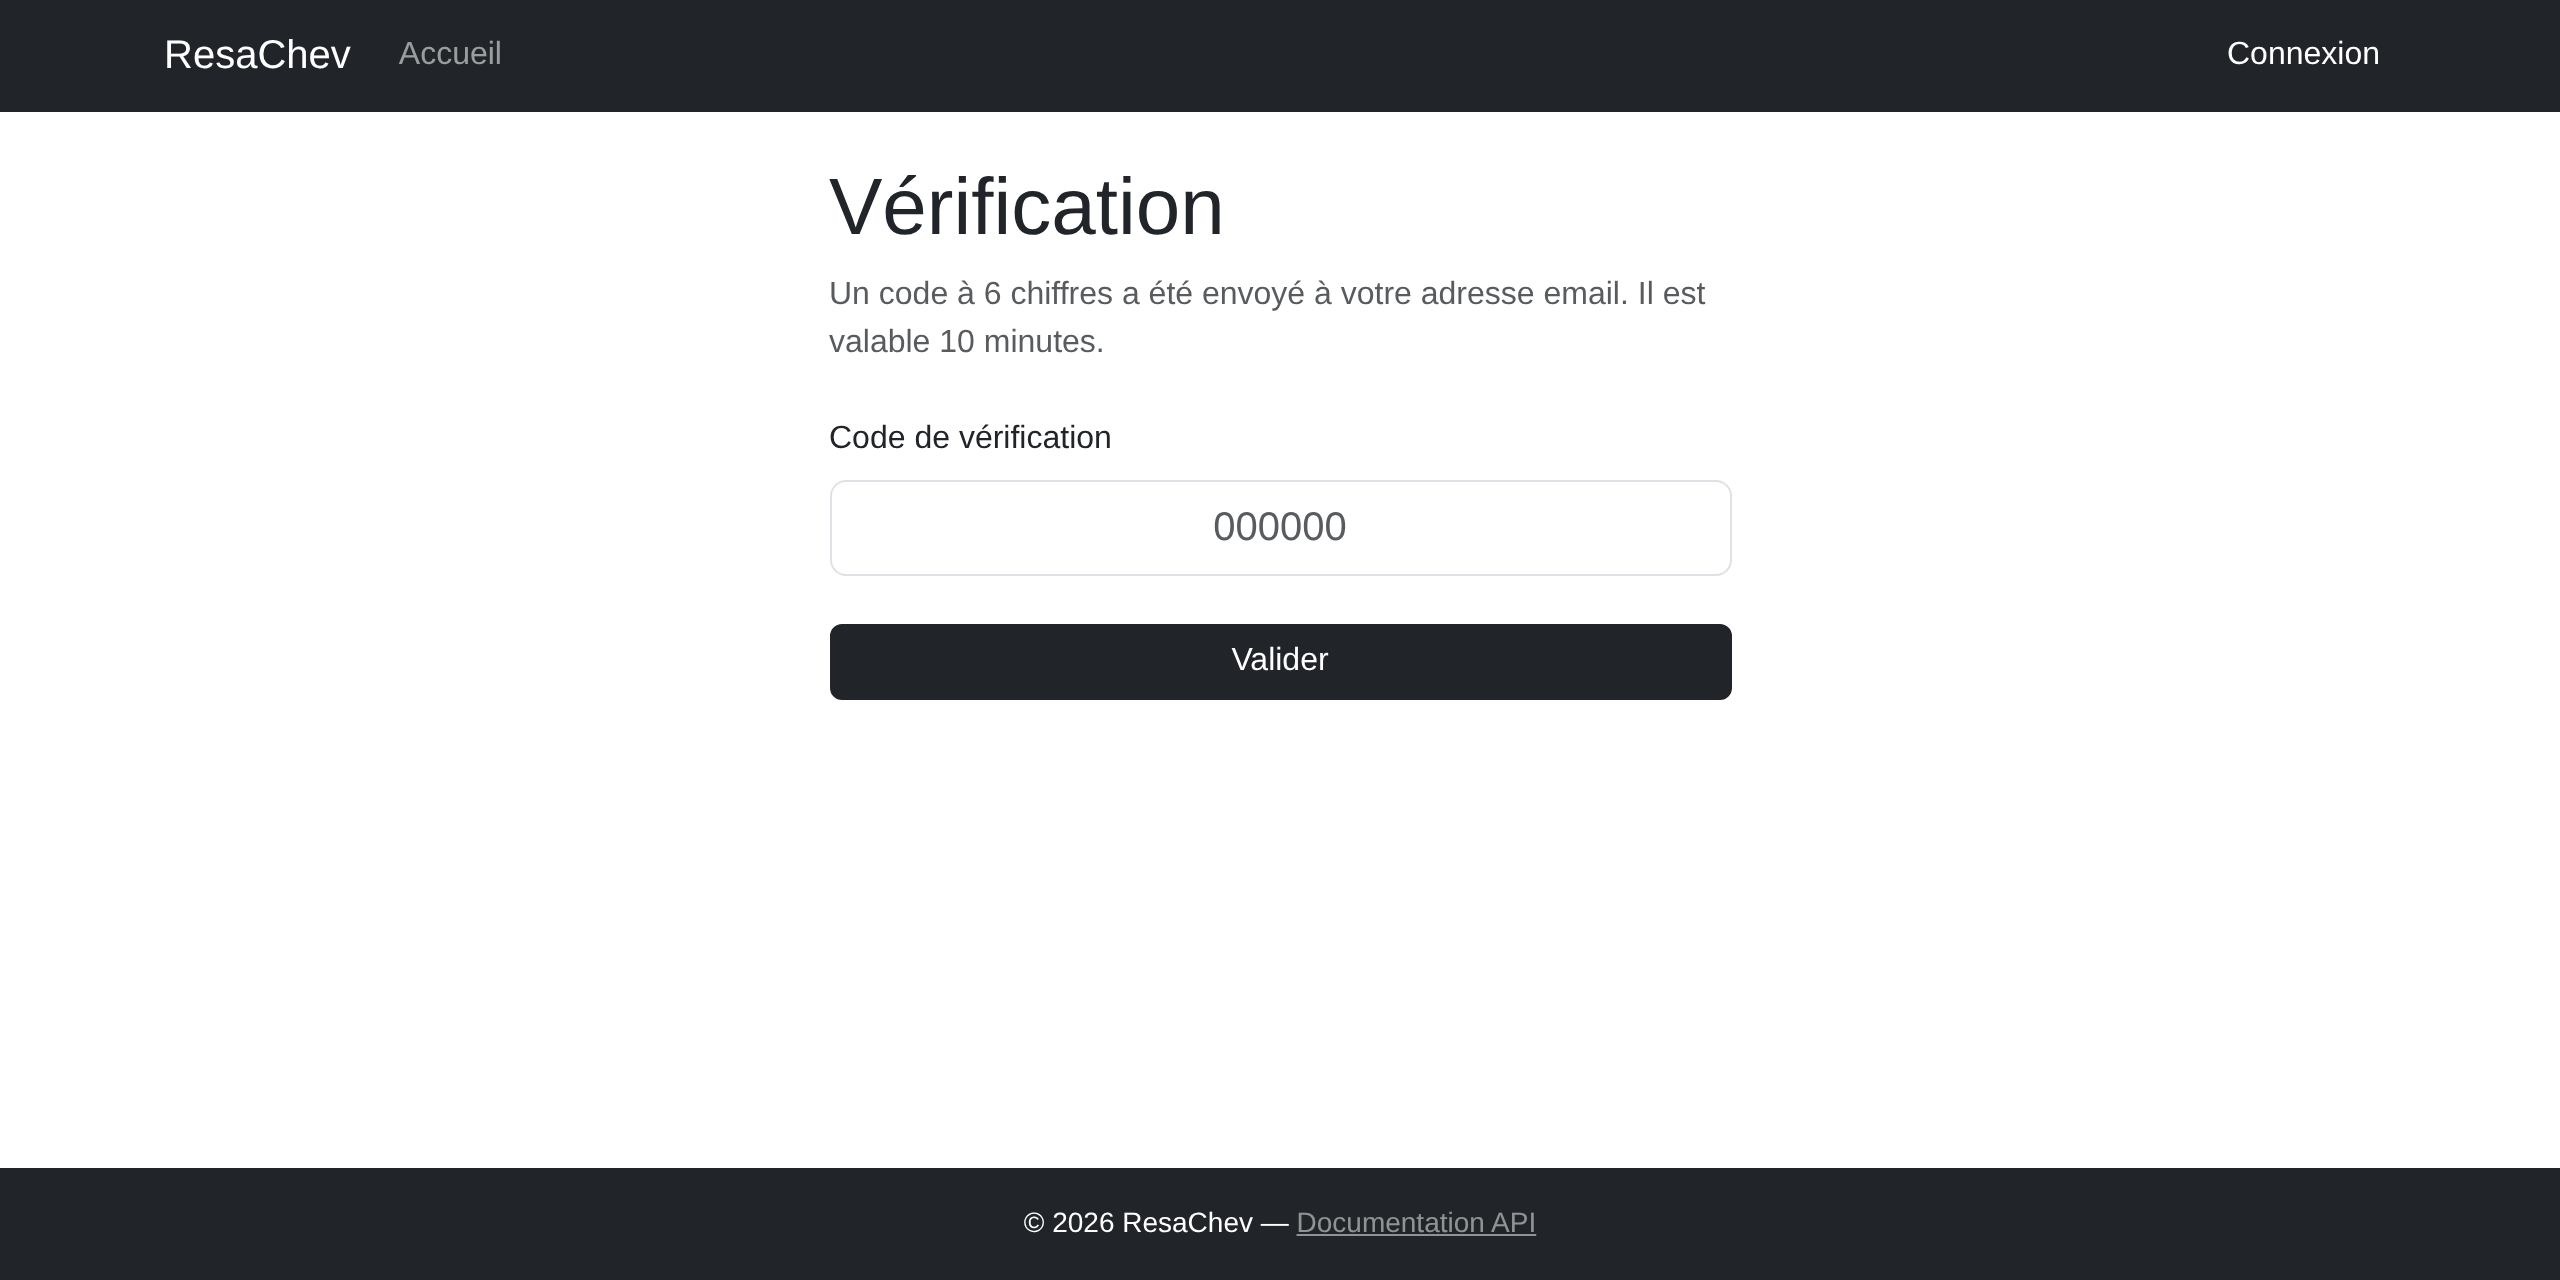 ResaChev Accueil Connexion
Vérification
Un code à 6 chiffres a été envoyé à votre adresse email. Il est
valable 10 minutes.
Code de vérification
000000
Valider
© 2026 ResaChev — Documentation API